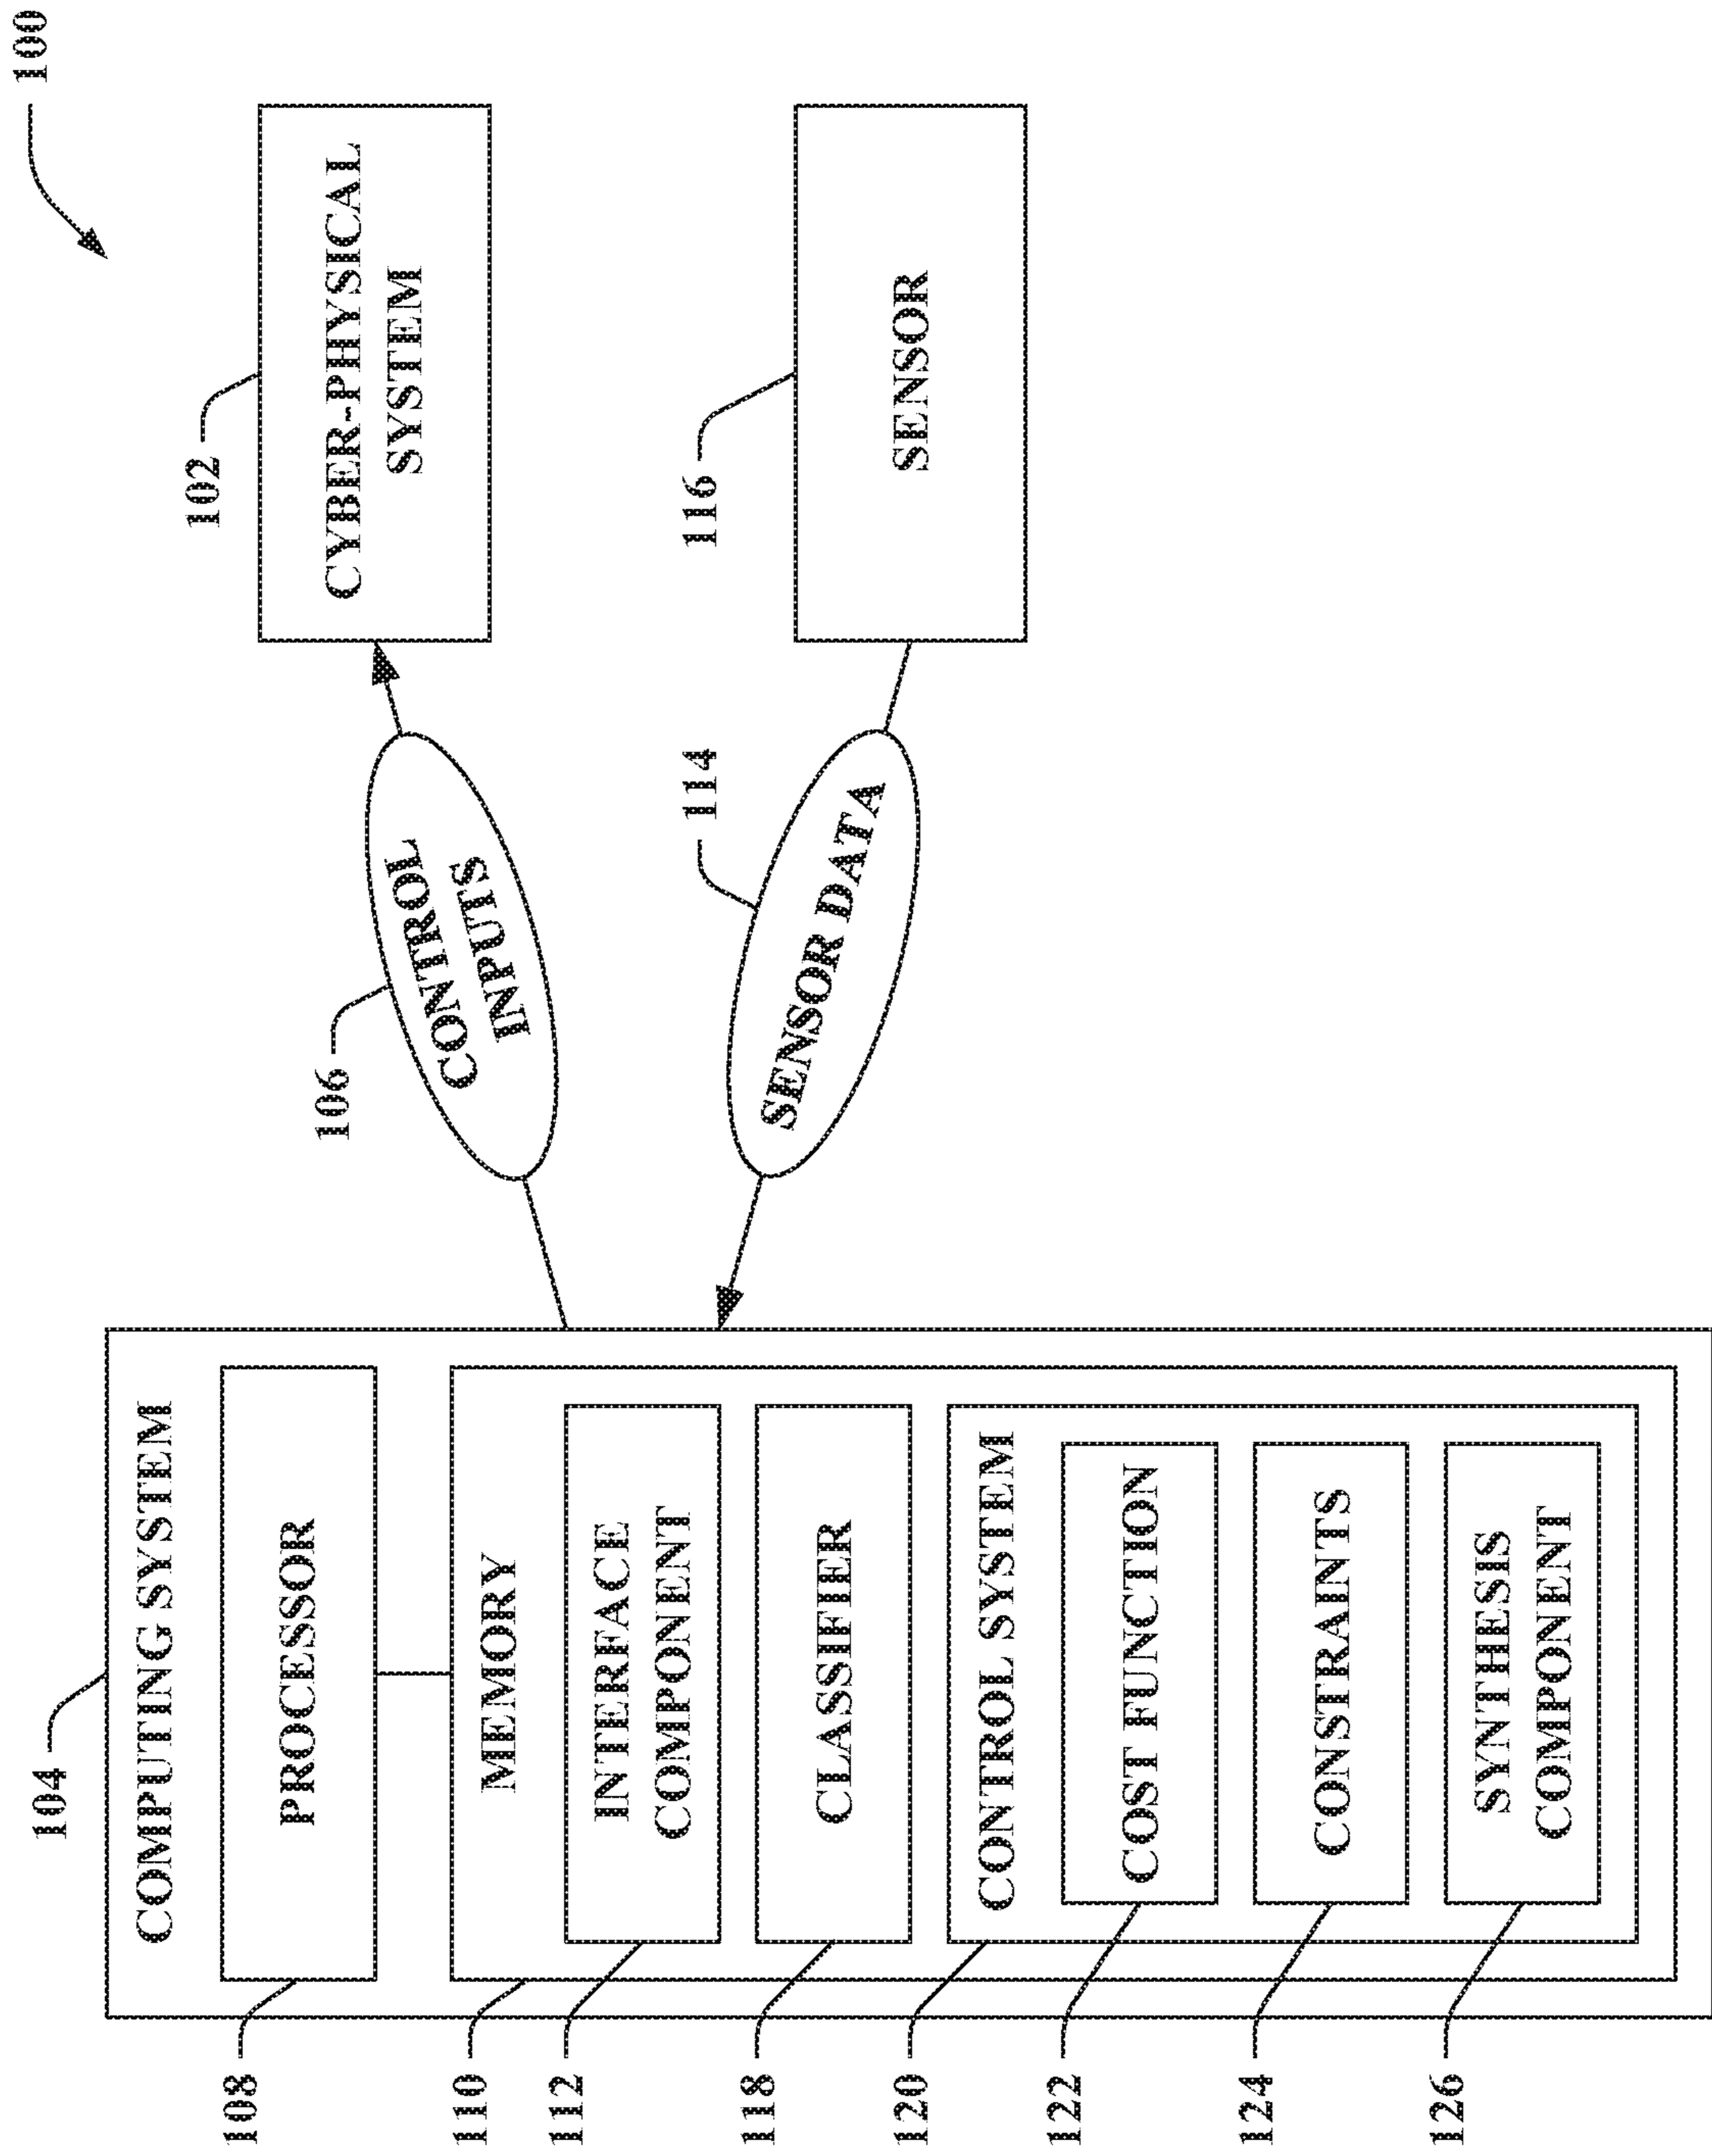 100
104
COMPUTING SYSTEM
108
PROCESSOR
110
MEMORY
112
INTERFACE
COMPONENT
118
CLASSIFIER
120
CONTROL SYSTEM
122
COST FUNCTION
124
CONSTRAINTS
126
SYNTHESIS
COMPONENT
106
CONTROL
INPUTS
114
SENSOR DATA
102
CYBER-PHYSICAL
SYSTEM
116
SENSOR